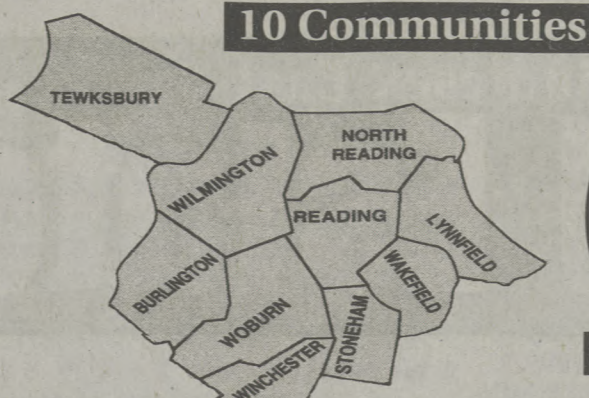 10 Communities
TEWKSBURY
WILMINGTON
NORTH
READING
READING
LYNNFIELD
BURLINGTON
WAKEFIELD
WOBURN
STONEHAM
WINCHESTER